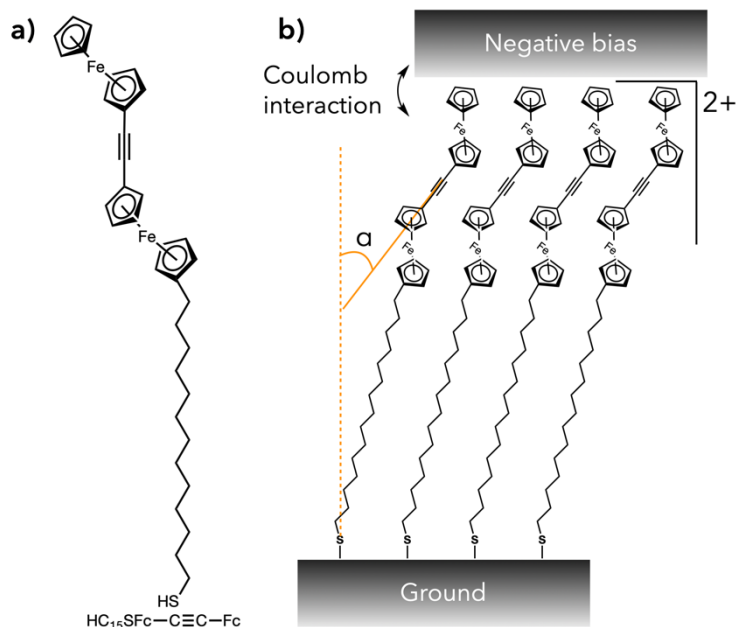 a)
Fe
Fe
HS
HC₁₅SFc–C≡C–Fc
b)
Negative bias
Coulomb
interaction
2+
Fe Fe Fe Fe
α
Fe Fe Fe Fe
S S S S
Ground